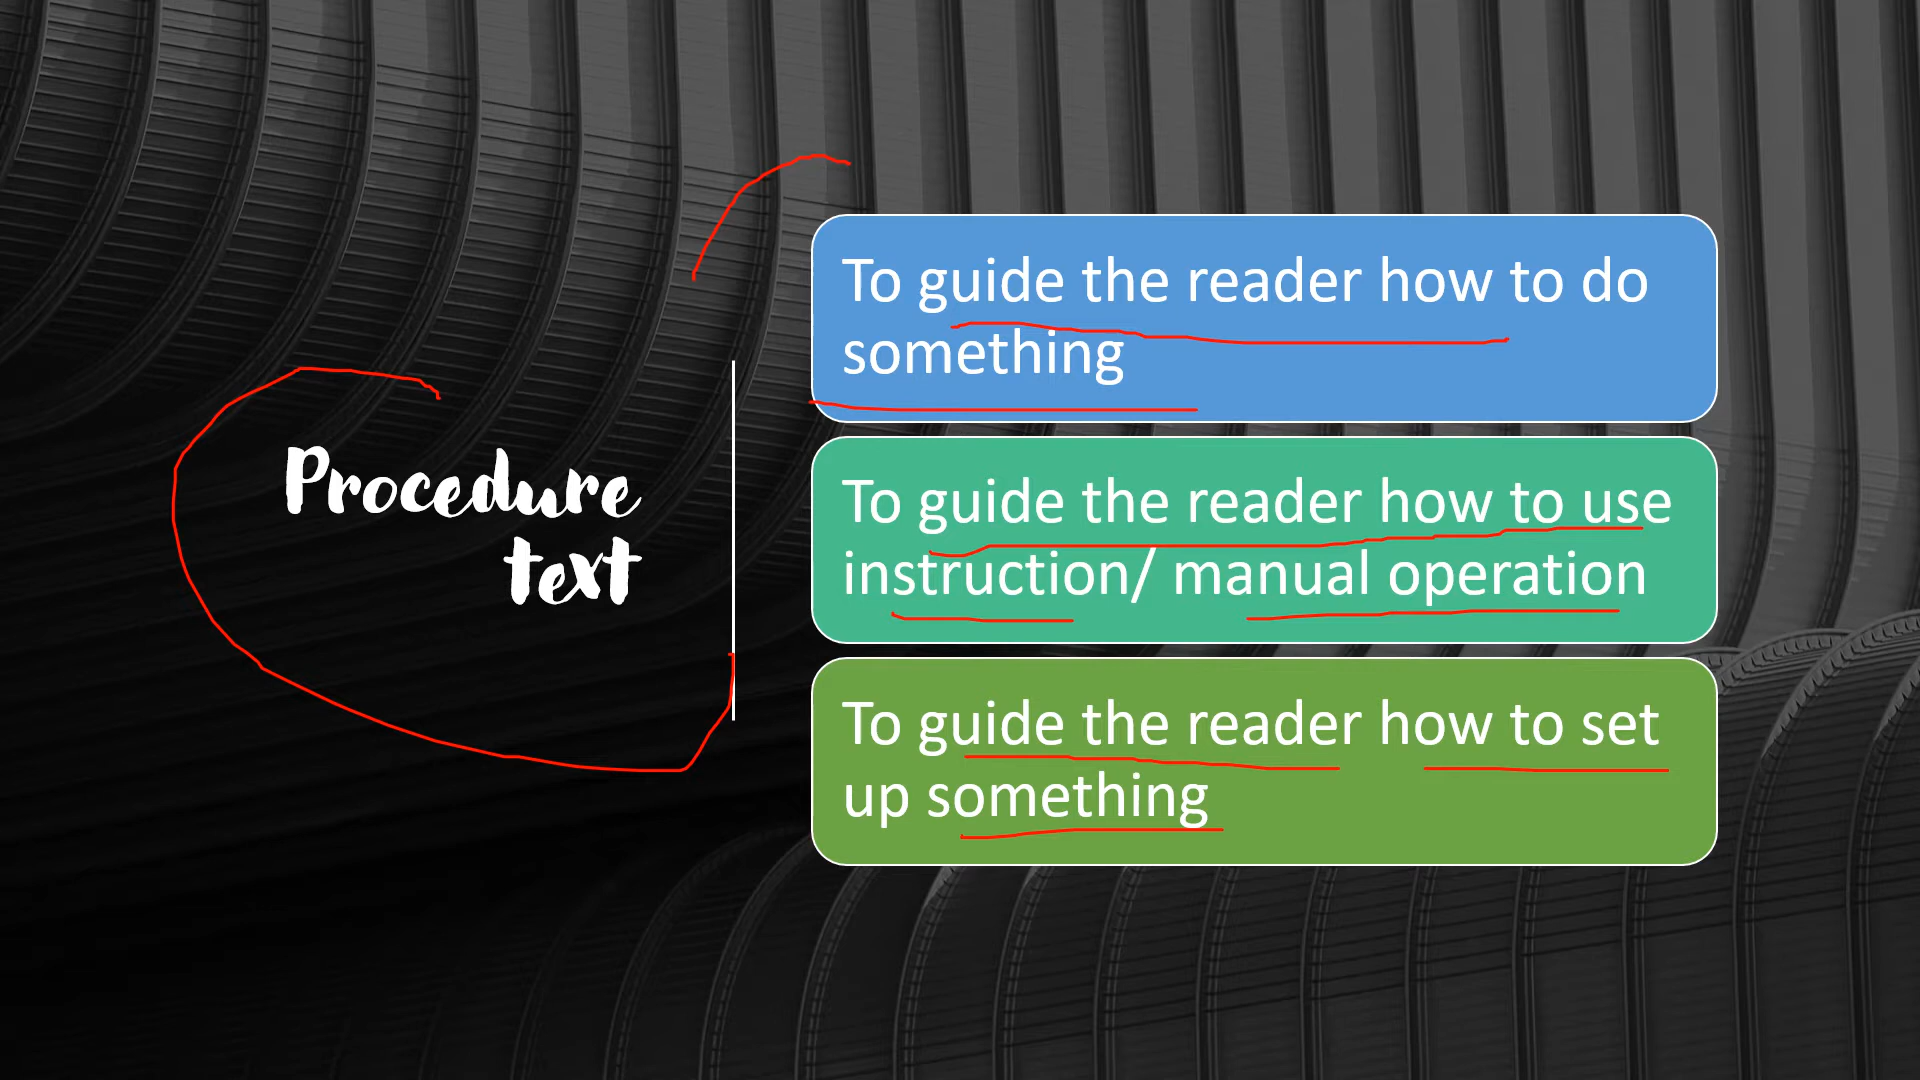 Procedure
text
To guide the reader how to do
something
To guide the reader how to use
instruction/ manual operation
To guide the reader how to set
up something